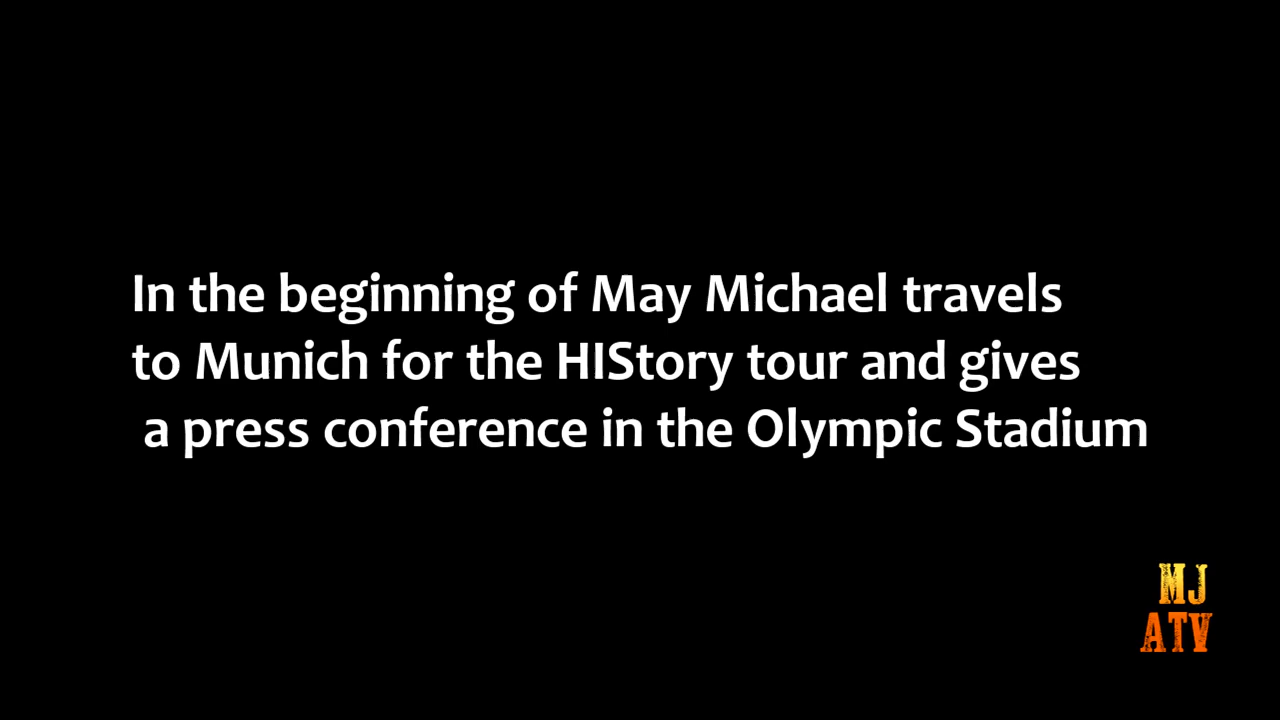 In the beginning of May Michael travels
to Munich for the HIStory tour and gives
a press conference in the Olympic Stadium
MJ
ATV